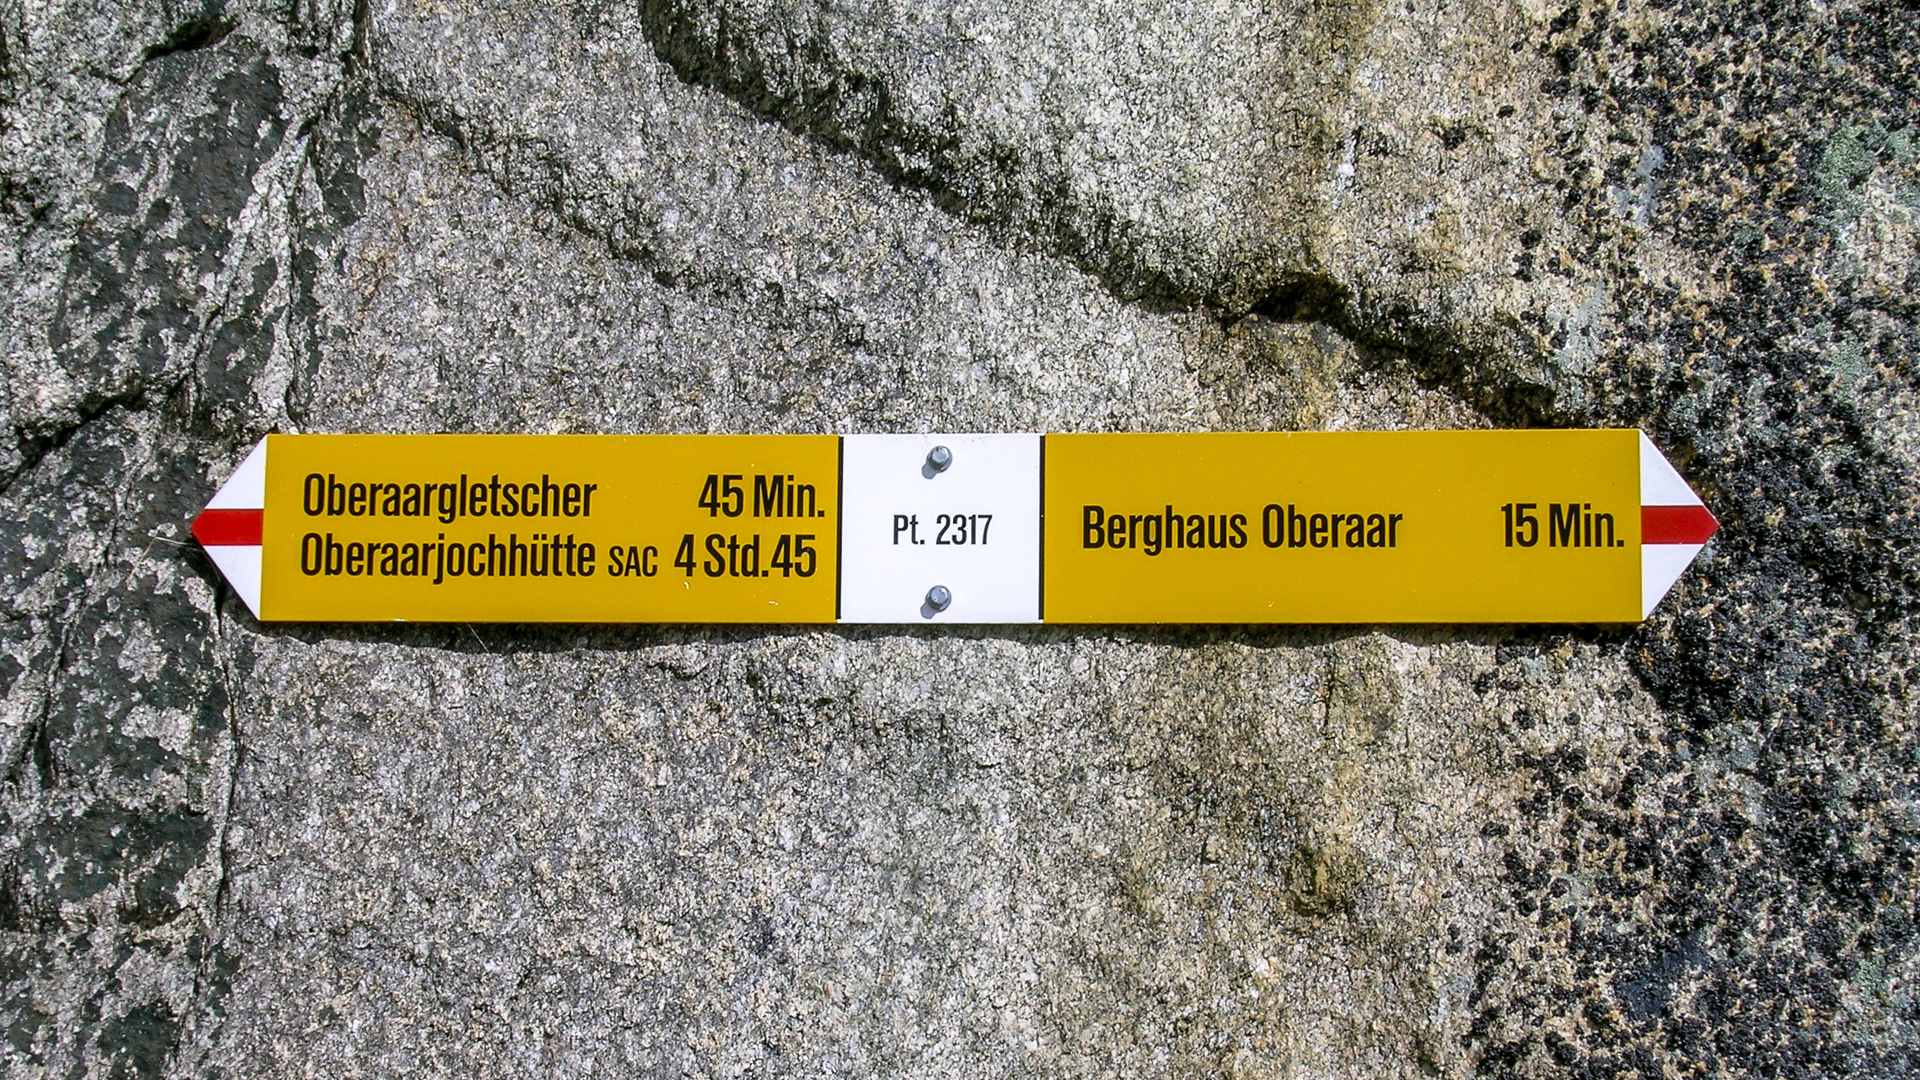 Oberaargletscher 45 Min.
Oberaarjochhütte SAC 4 Std.45
Pt. 2317
Berghaus Oberaar 15 Min.